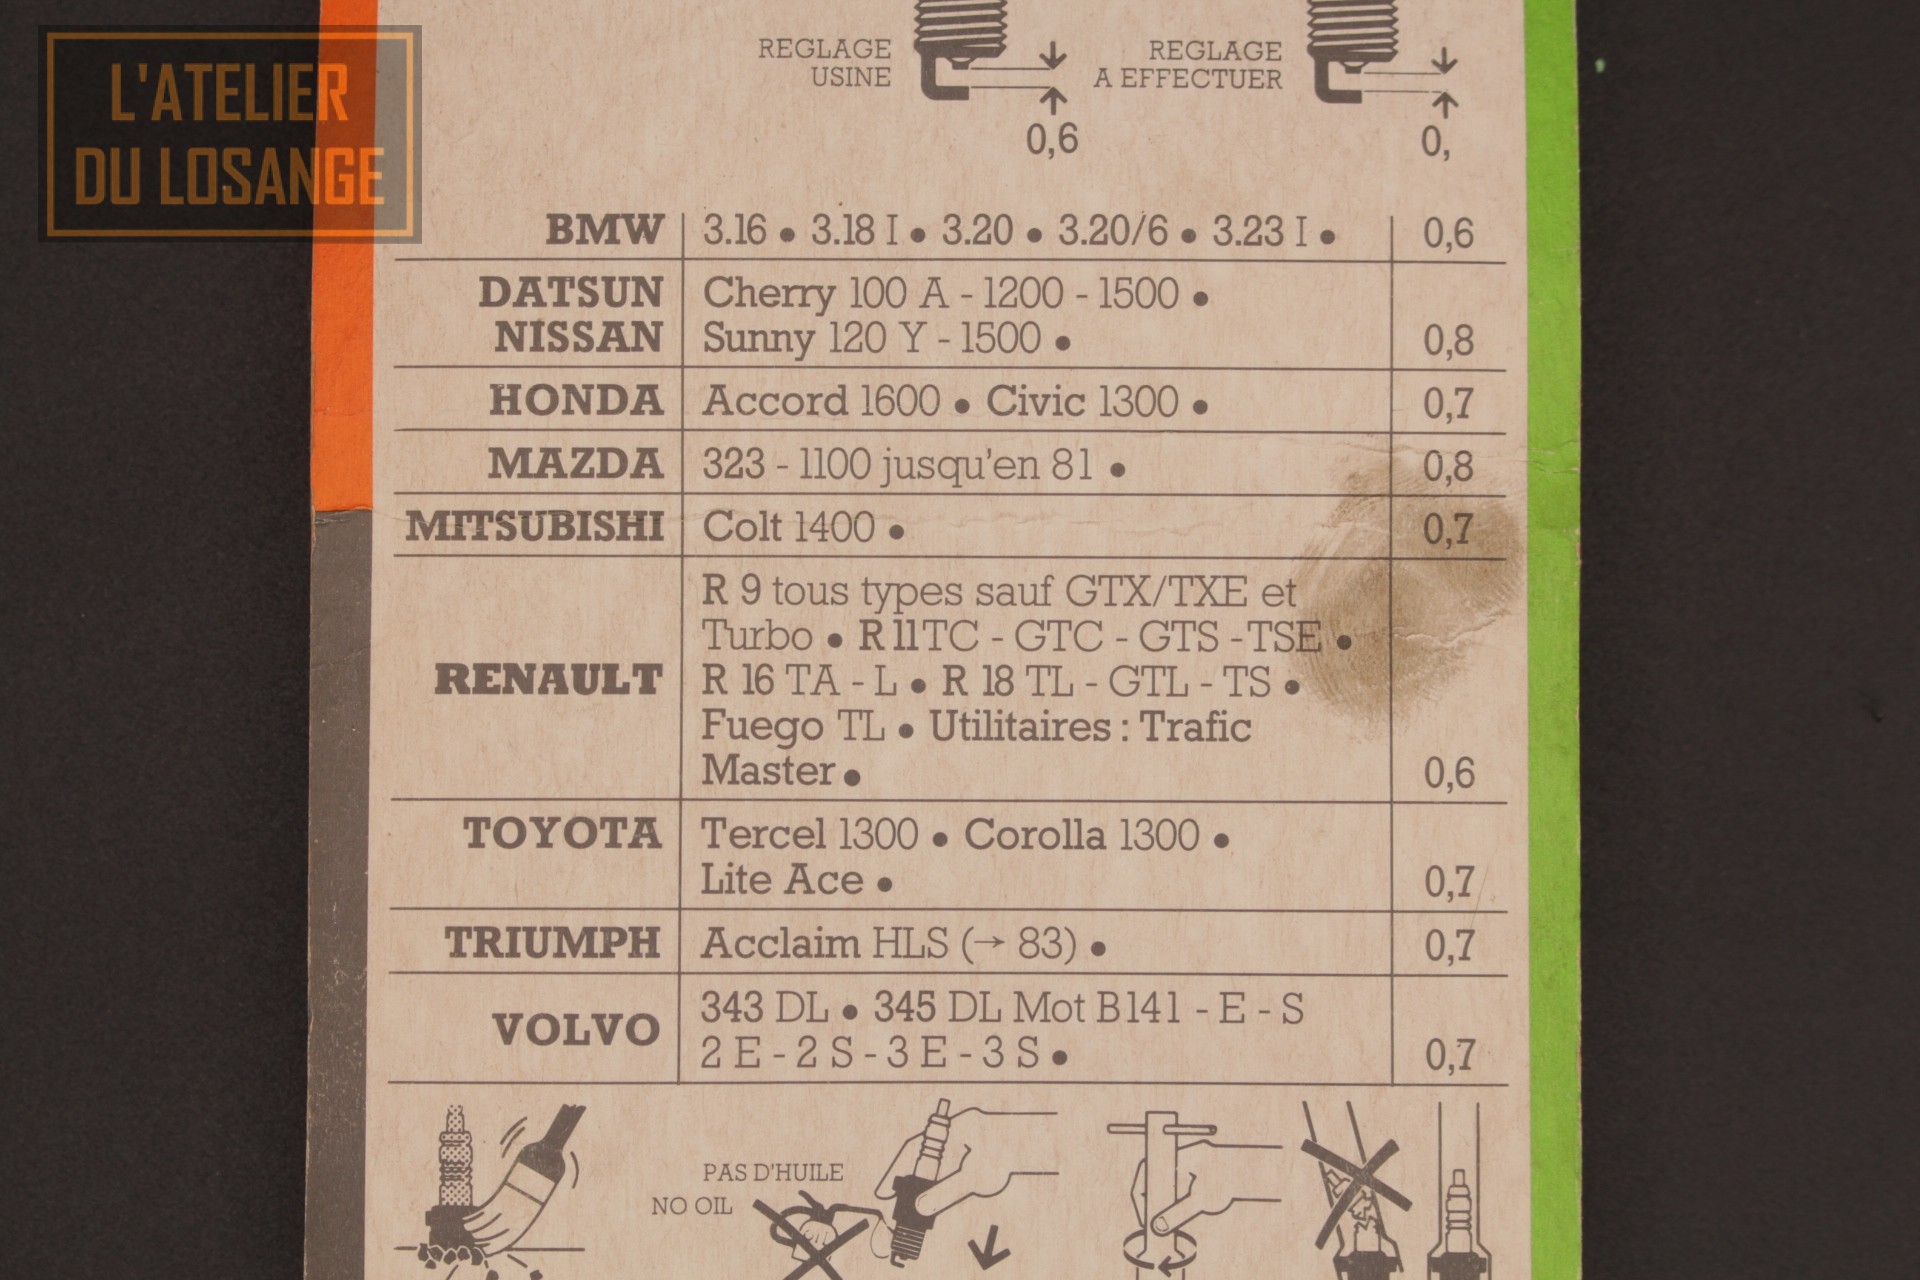 L'ATELIER
DU LOSANGE
REGLAGE
USINE
0,6
REGLAGE
A EFFECTUER
0,
BMW 3.16 • 3.18 I • 3.20 • 3.20/6 • 3.23 I • 0,6
DATSUN Cherry 100 A - 1200 - 1500 •
NISSAN Sunny 120 Y - 1500 • 0,8
HONDA Accord 1600 • Civic 1300 • 0,7
MAZDA 323 - 1100 jusqu'en 81 • 0,8
MITSUBISHI Colt 1400 • 0,7
R 9 tous types sauf GTX/TXE et
Turbo • R 11 TC - GTC - GTS - TSE •
RENAULT R 16 TA - L • R 18 TL - GTL - TS •
Fuego TL • Utilitaires : Trafic
Master • 0,6
TOYOTA Tercel 1300 • Corolla 1300 •
Lite Ace • 0,7
TRIUMPH Acclaim HLS (→ 83) • 0,7
343 DL • 345 DL Mot B141 - E - S
VOLVO
2 E - 2 S - 3 E - 3 S • 0,7
PAS D'HUILE
NO OIL